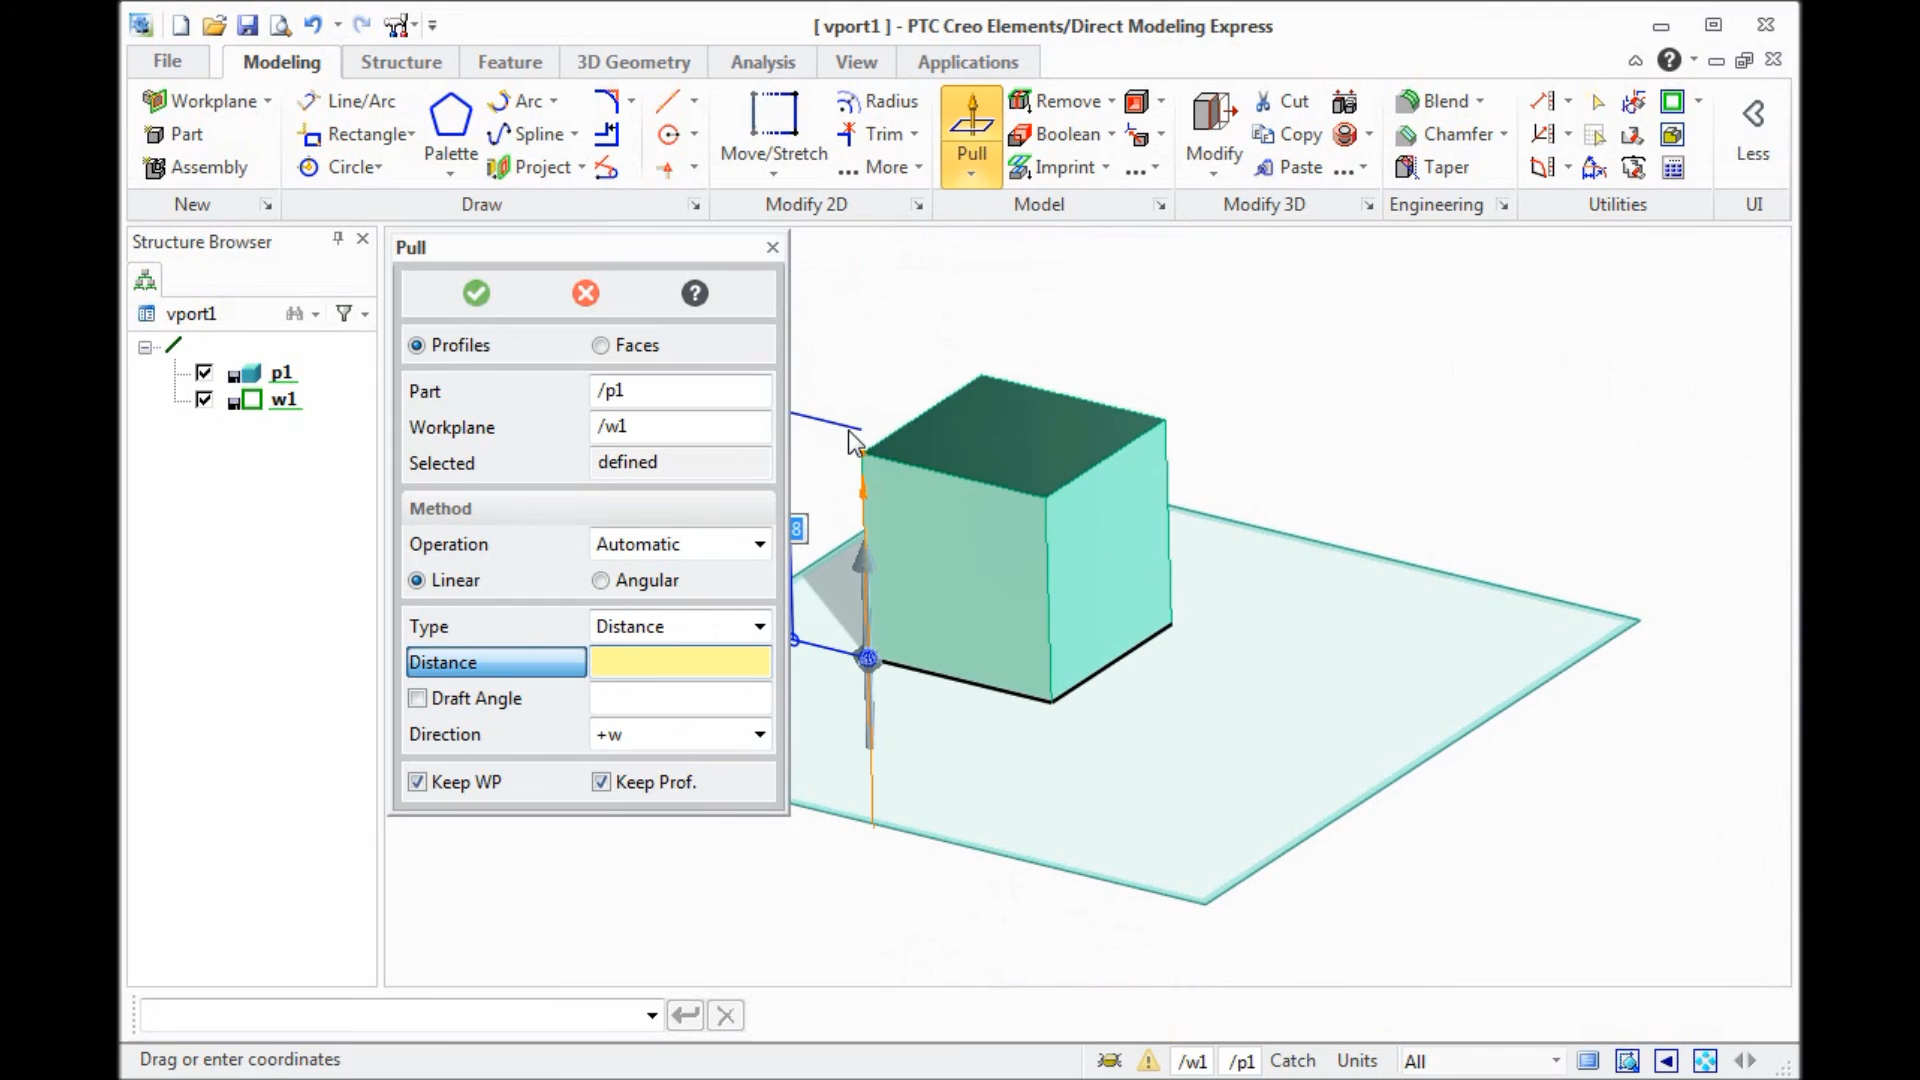 [ vport1 ] - PTC Creo Elements/Direct Modeling Express
File Modeling Structure Feature 3D Geometry Analysis View Applications
Workplane Line/Arc Arc Radius Remove Cut Blend
Part Rectangle Spline Trim Boolean Copy Chamfer
Palette Move/Stretch Pull Modify Less
Assembly Circle Project ... More Imprint ... Paste ... Taper
New Draw Modify 2D Model Modify 3D Engineering Utilities UI
Structure Browser
vport1
p1
w1
Pull
Profiles Faces
Part /p1
Workplane /w1
Selected defined
Method
Operation Automatic
Linear Angular
Type Distance
Distance
Draft Angle
Direction +w
Keep WP Keep Prof.
8
Drag or enter coordinates
/w1 /p1 Catch Units All